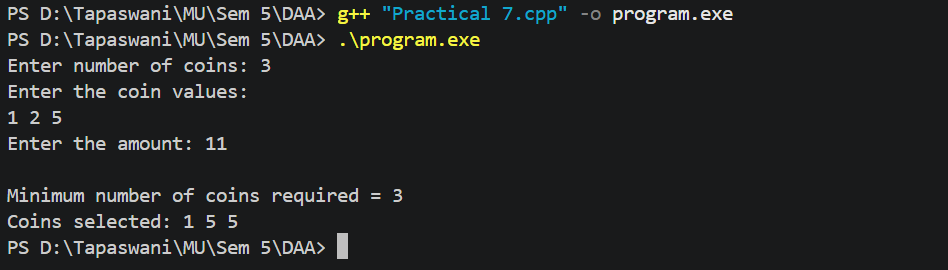 PS D:\Tapaswani\MU\Sem 5\DAA> g++ "Practical 7.cpp" -o program.exe
PS D:\Tapaswani\MU\Sem 5\DAA> .\program.exe
Enter number of coins: 3
Enter the coin values:
1 2 5
Enter the amount: 11
Minimum number of coins required = 3
Coins selected: 1 5 5
PS D:\Tapaswani\MU\Sem 5\DAA>